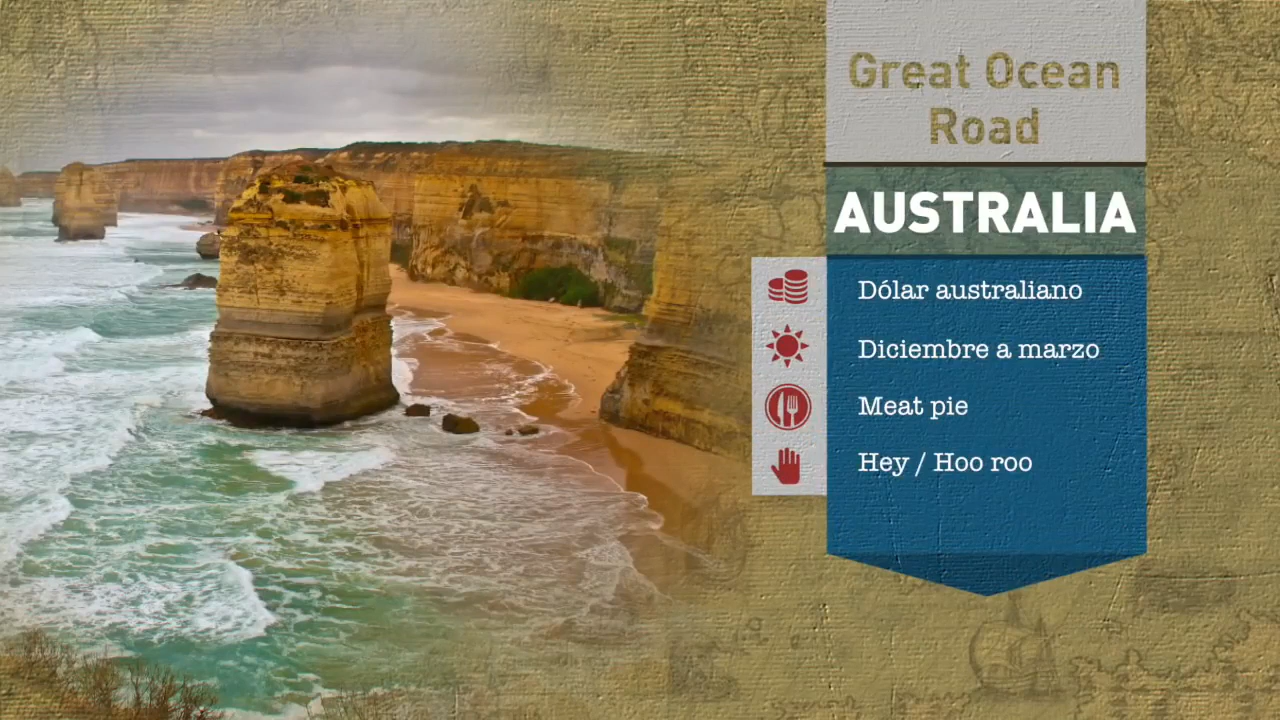 Great Ocean
Road
AUSTRALIA
Dólar australiano
Diciembre a marzo
Meat pie
Hey / Hoo roo